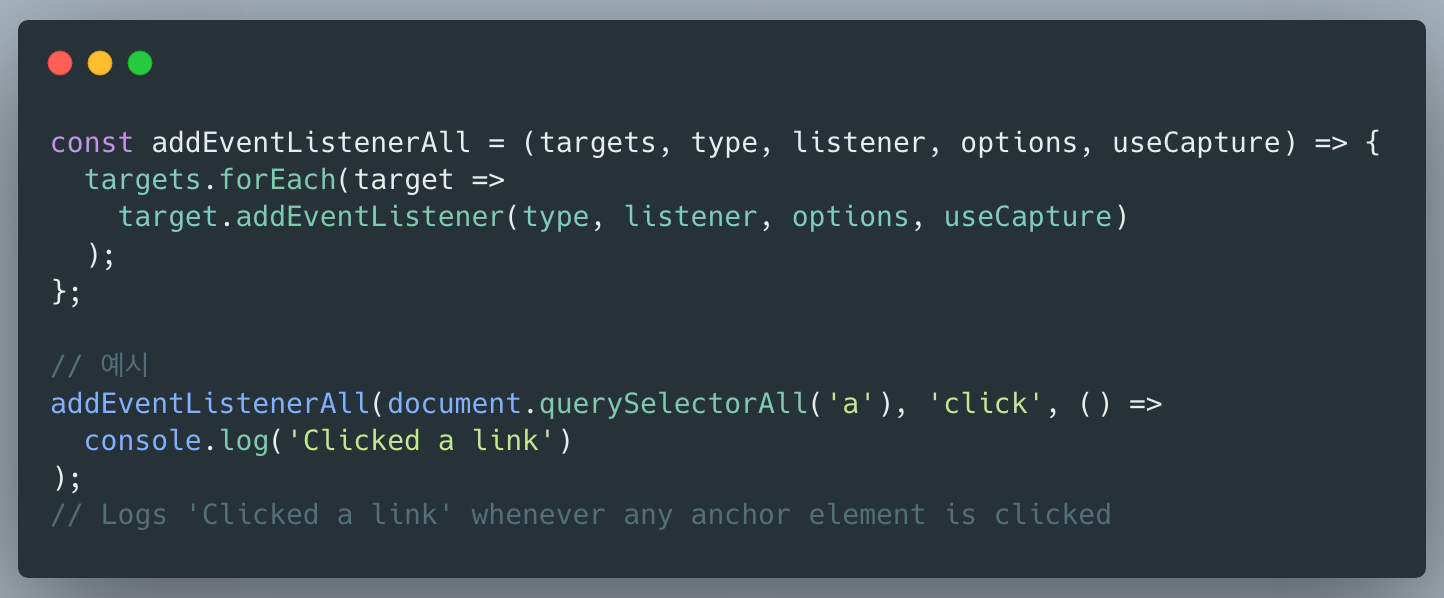 const addEventListenerAll = (targets, type, listener, options, useCapture) => {
  targets.forEach(target =>
    target.addEventListener(type, listener, options, useCapture)
  );
};

// 예시
addEventListenerAll(document.querySelectorAll('a'), 'click', () =>
  console.log('Clicked a link')
);
// Logs 'Clicked a link' whenever any anchor element is clicked